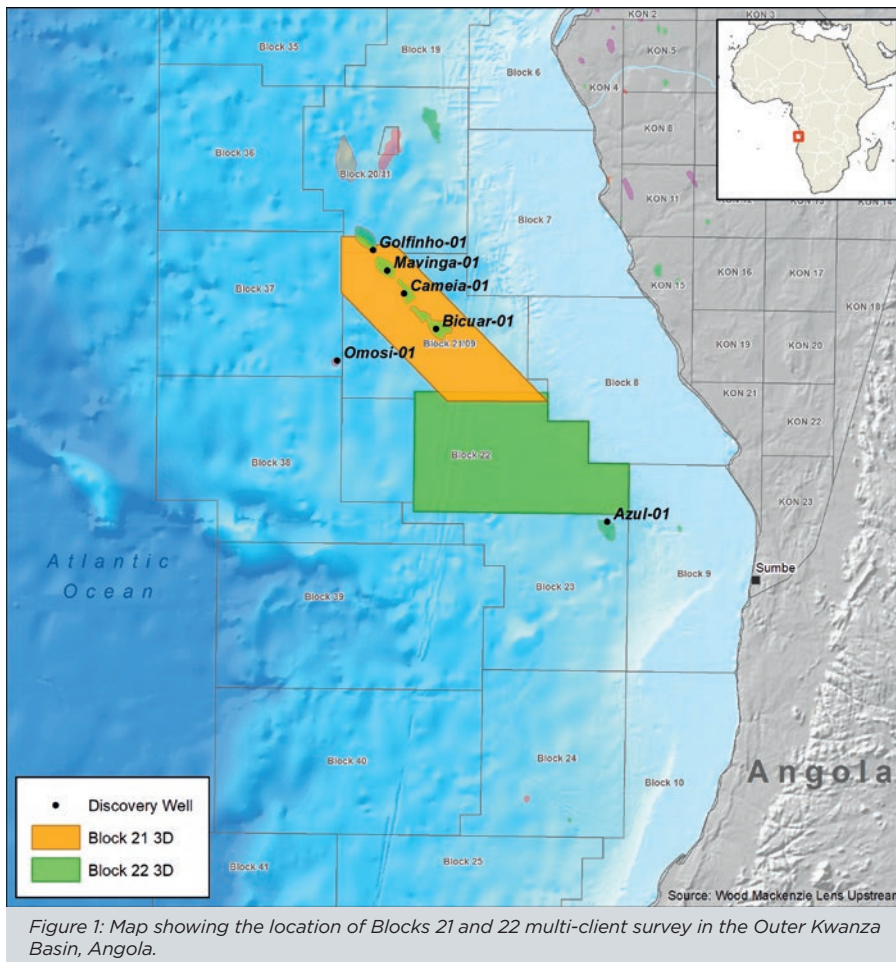 KON 2
KON 3
Block 35
Block 19
KON 5
Block 6
KON 4
KON 8
Block 36
Block 20/11
KON 11
Block 7
Golfinho-01
Mavinga-01
KON 15
KON 16
KON 17
Block 37
Cameia-01
KON 18
Bicuar-01
Block 21/09
KON 19
KON 20
Omosi-01
Block 8
KON 21
KON 22
Block 22
Block 38
KON 23
Azul-01
Atlantic
Ocean
Block 9
Sumbe
Block 23
Block 39
Block 40
Block 24
Block 10
Angola
Discovery Well
Block 21 3D
Block 22 3D
Block 41
Block 25
Source: Wood Mackenzie Lens Upstream
Figure 1: Map showing the location of Blocks 21 and 22 multi-client survey in the Outer Kwanza
Basin, Angola.